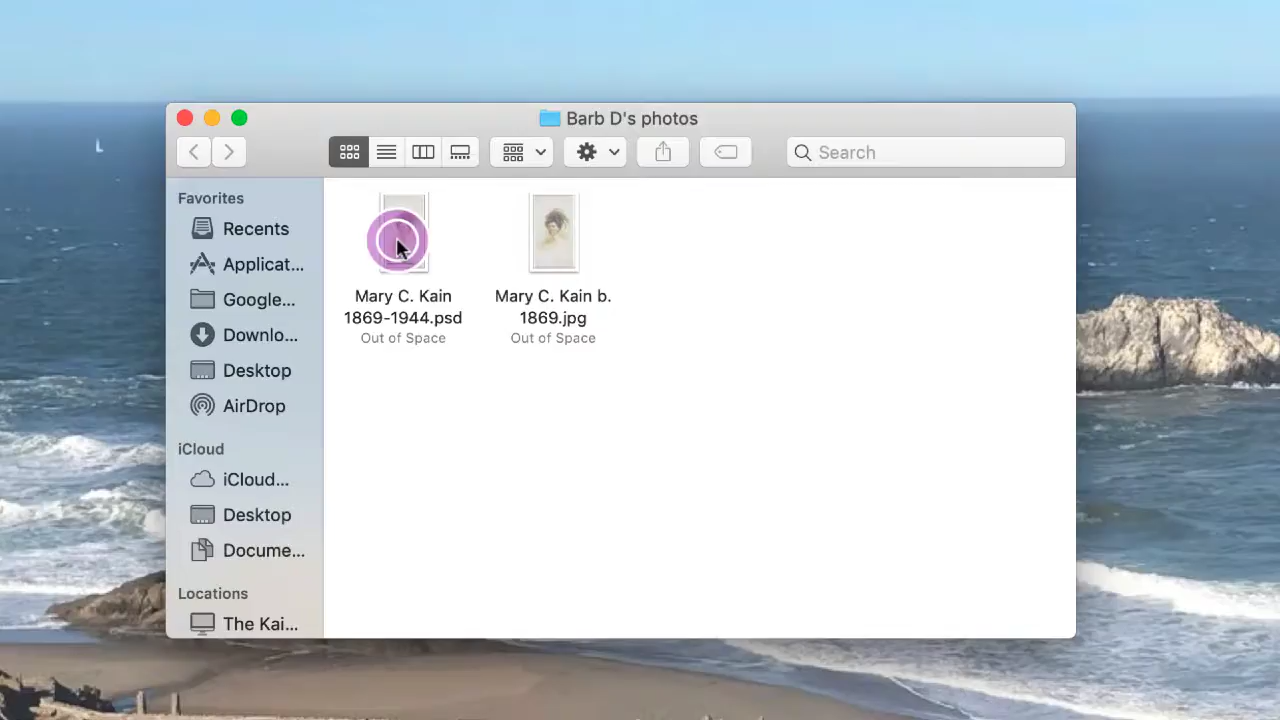 Barb D's photos
Search
Favorites
Recents
Applicat...
Google...
Downlo...
Desktop
AirDrop
iCloud
iCloud...
Desktop
Docume...
Locations
The Kai...
Mary C. Kain
1869-1944.psd
Out of Space
Mary C. Kain b.
1869.jpg
Out of Space